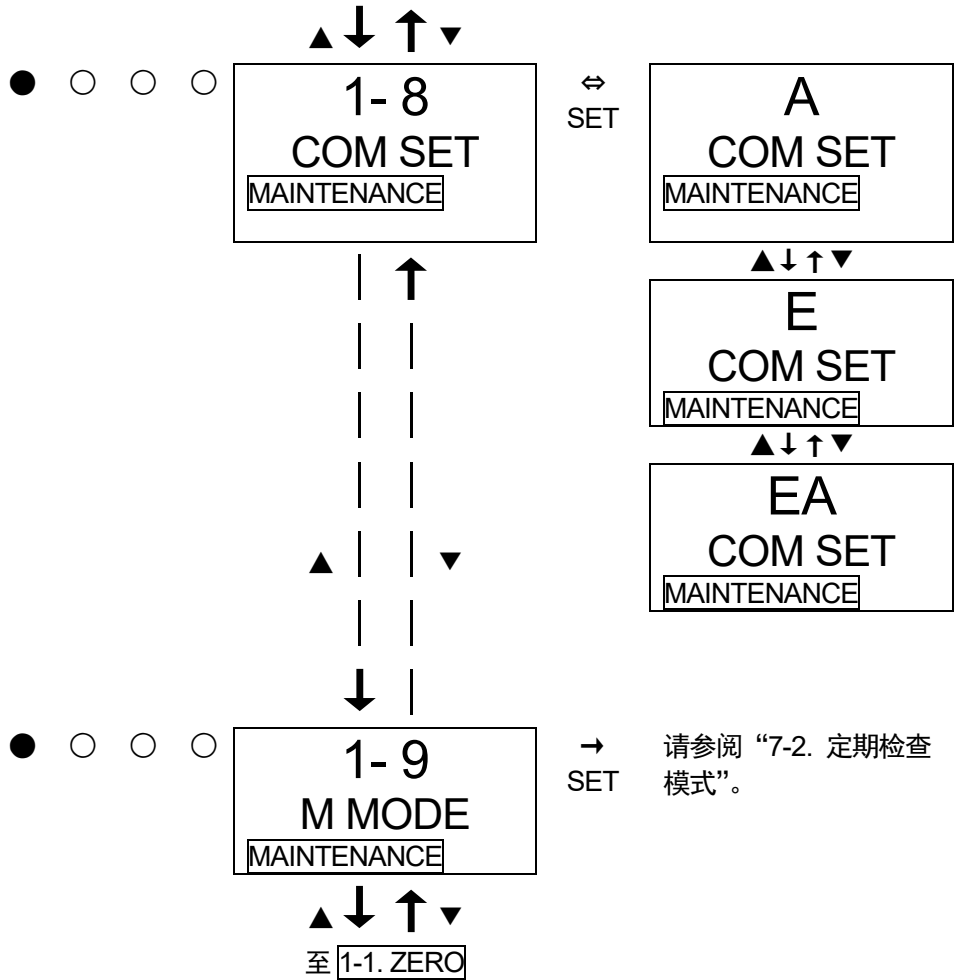 ▲ ↓ ↑ ▼
● ○ ○ ○
1- 8
COM SET
MAINTENANCE
⇔
SET
A
COM SET
MAINTENANCE
▲↓↑▼
E
COM SET
MAINTENANCE
▲↓↑▼
EA
COM SET
MAINTENANCE
▲ ▼
● ○ ○ ○
1- 9
M MODE
MAINTENANCE
→
SET
请参阅“7-2. 定期检查
模式”。
▲ ↓ ↑ ▼
至 1-1. ZERO